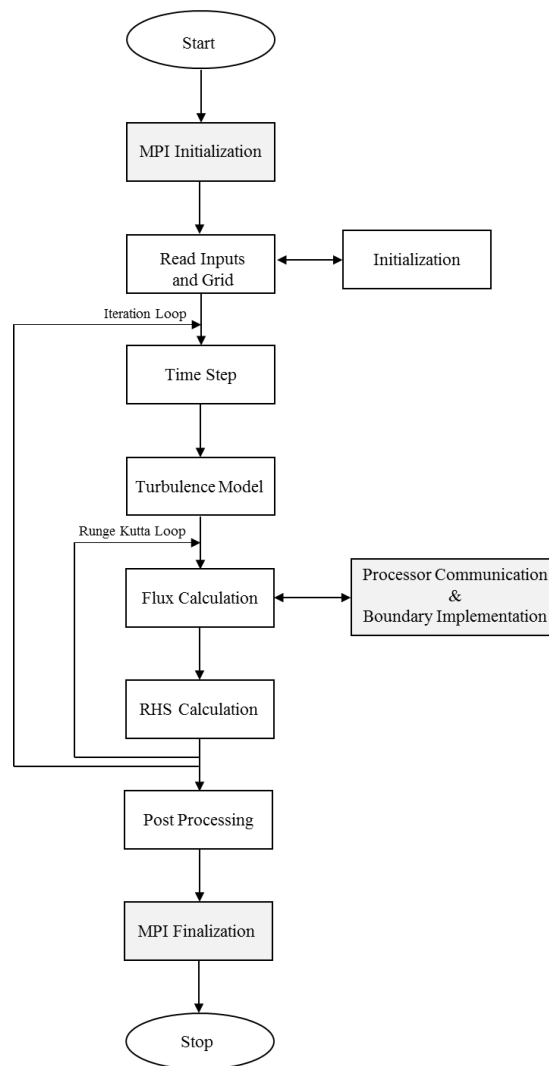 Start
MPI Initialization
Read Inputs
and Grid
Initialization
Iteration Loop
Time Step
Turbulence Model
Runge Kutta Loop
Flux Calculation
Processor Communication
&
Boundary Implementation
RHS Calculation
Post Processing
MPI Finalization
Stop